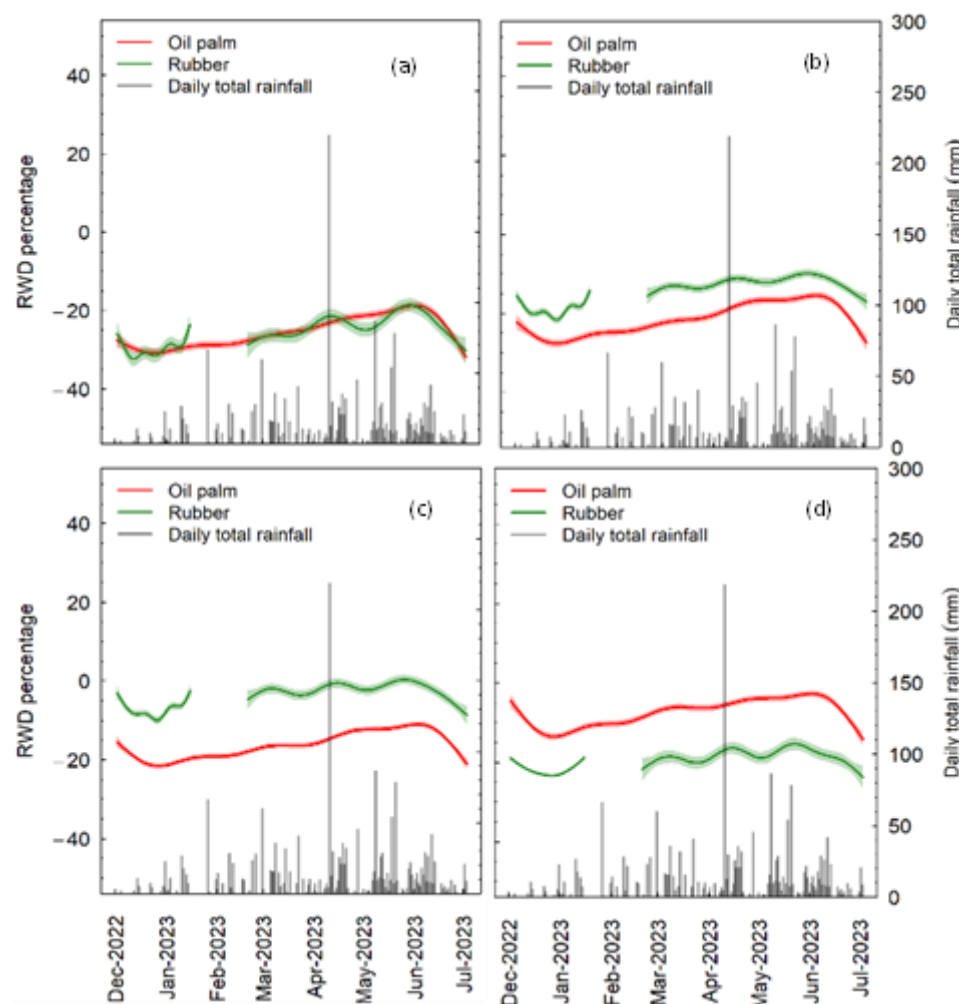 Oil palm
Rubber
Daily total rainfall
(a)
40
20
0
−20
−40
RWD percentage
Oil palm
Rubber
Daily total rainfall
(b)
300
250
200
150
100
50
0
Daily total rainfall (mm)
Oil palm
Rubber
Daily total rainfall
(c)
40
20
0
−20
−40
RWD percentage
Oil palm
Rubber
Daily total rainfall
(d)
300
250
200
150
100
50
0
Daily total rainfall (mm)
Dec-2022
Jan-2023
Feb-2023
Mar-2023
Apr-2023
May-2023
Jun-2023
Jul-2023
Dec-2022
Jan-2023
Feb-2023
Mar-2023
Apr-2023
May-2023
Jun-2023
Jul-2023